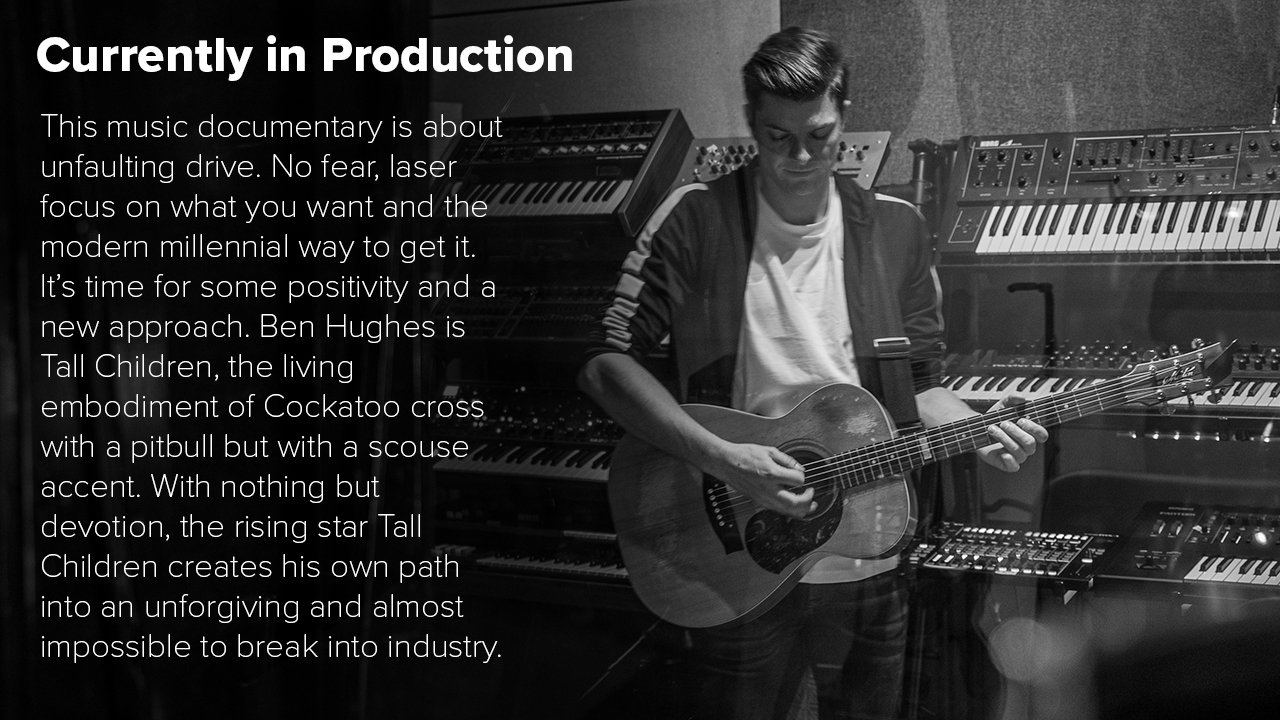 Currently in Production
This music documentary is about
unfaulting drive. No fear, laser
focus on what you want and the
modern millennial way to get it.
It’s time for some positivity and a
new approach. Ben Hughes is
Tall Children, the living
embodiment of Cockatoo cross
with a pitbull but with a scouse
accent. With nothing but
devotion, the rising star Tall
Children creates his own path
into an unforgiving and almost
impossible to break into industry.
KORG